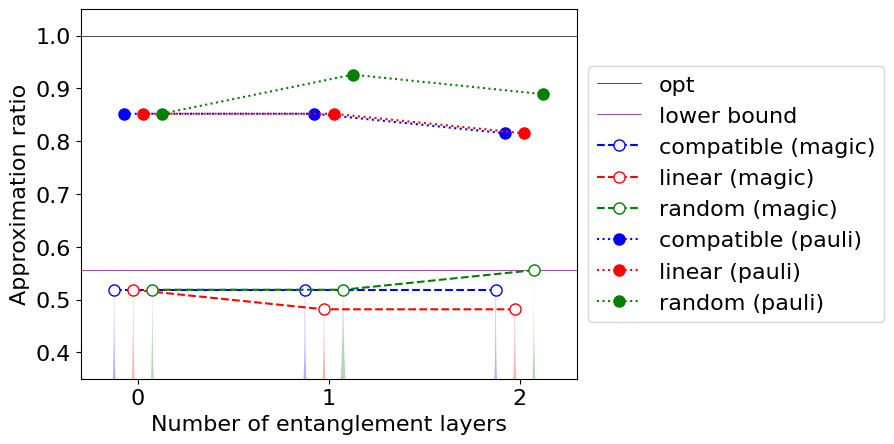 Approximation ratio
1.0
0.9
0.8
0.7
0.6
0.5
0.4
0 1 2
Number of entanglement layers
opt
lower bound
compatible (magic)
linear (magic)
random (magic)
compatible (pauli)
linear (pauli)
random (pauli)